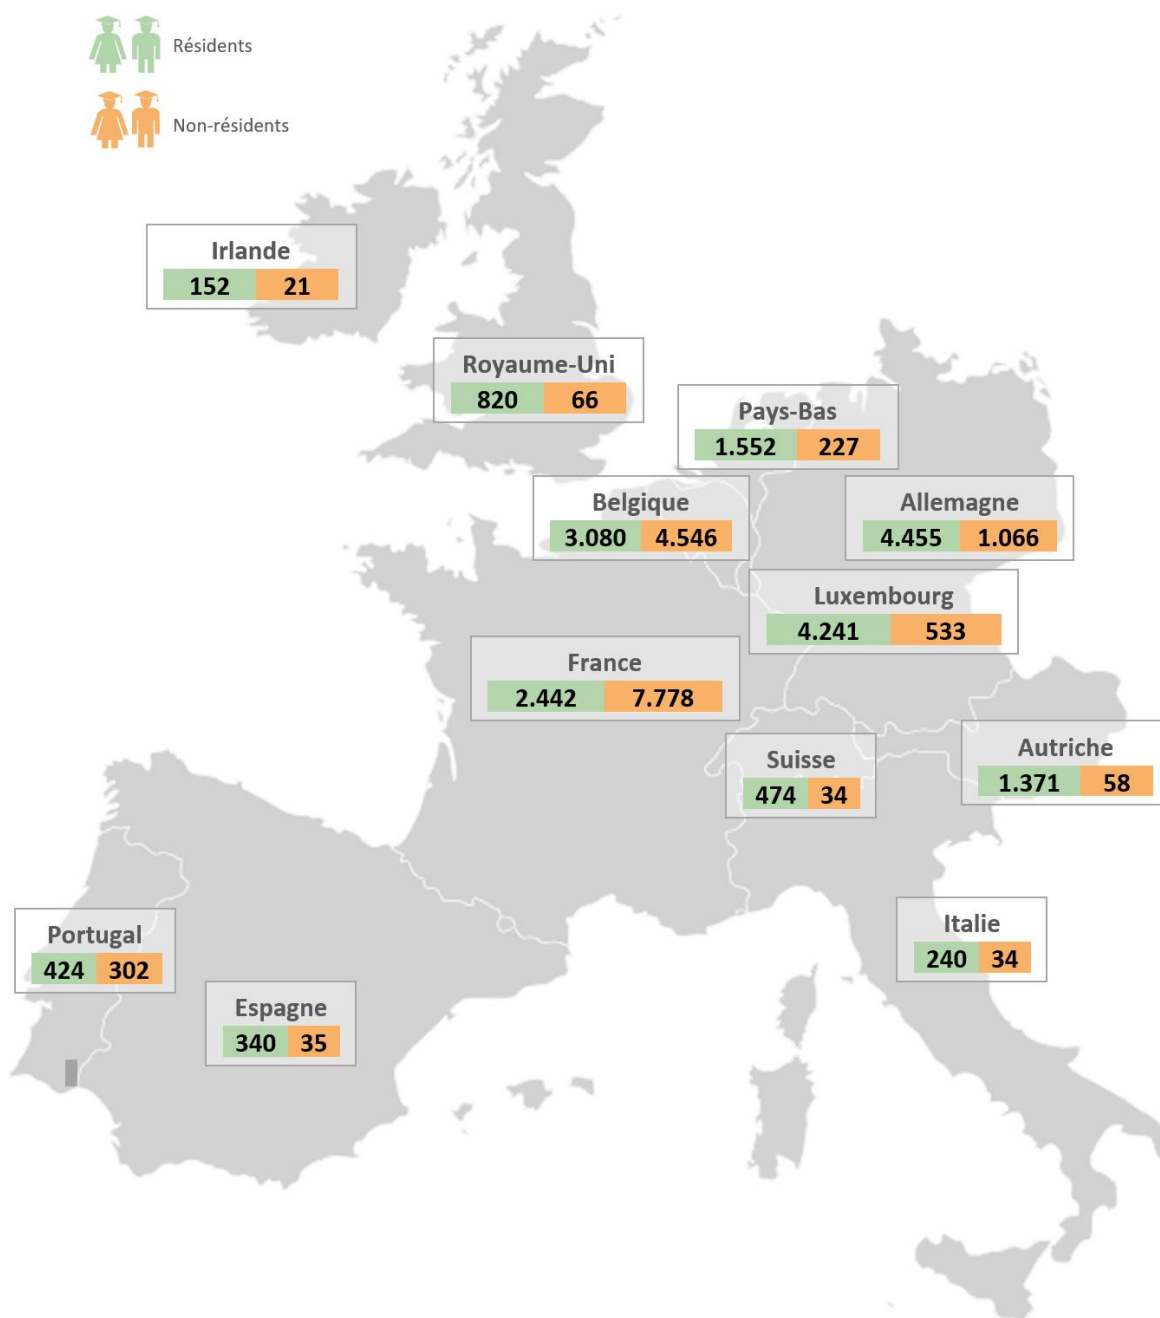 Résidents
Non-résidents
Irlande
152 21
Royaume-Uni
820 66
Pays-Bas
1.552 227
Belgique
3.080 4.546
Allemagne
4.455 1.066
Luxembourg
4.241 533
France
2.442 7.778
Suisse
474 34
Autriche
1.371 58
Italie
240 34
Portugal
424 302
Espagne
340 35